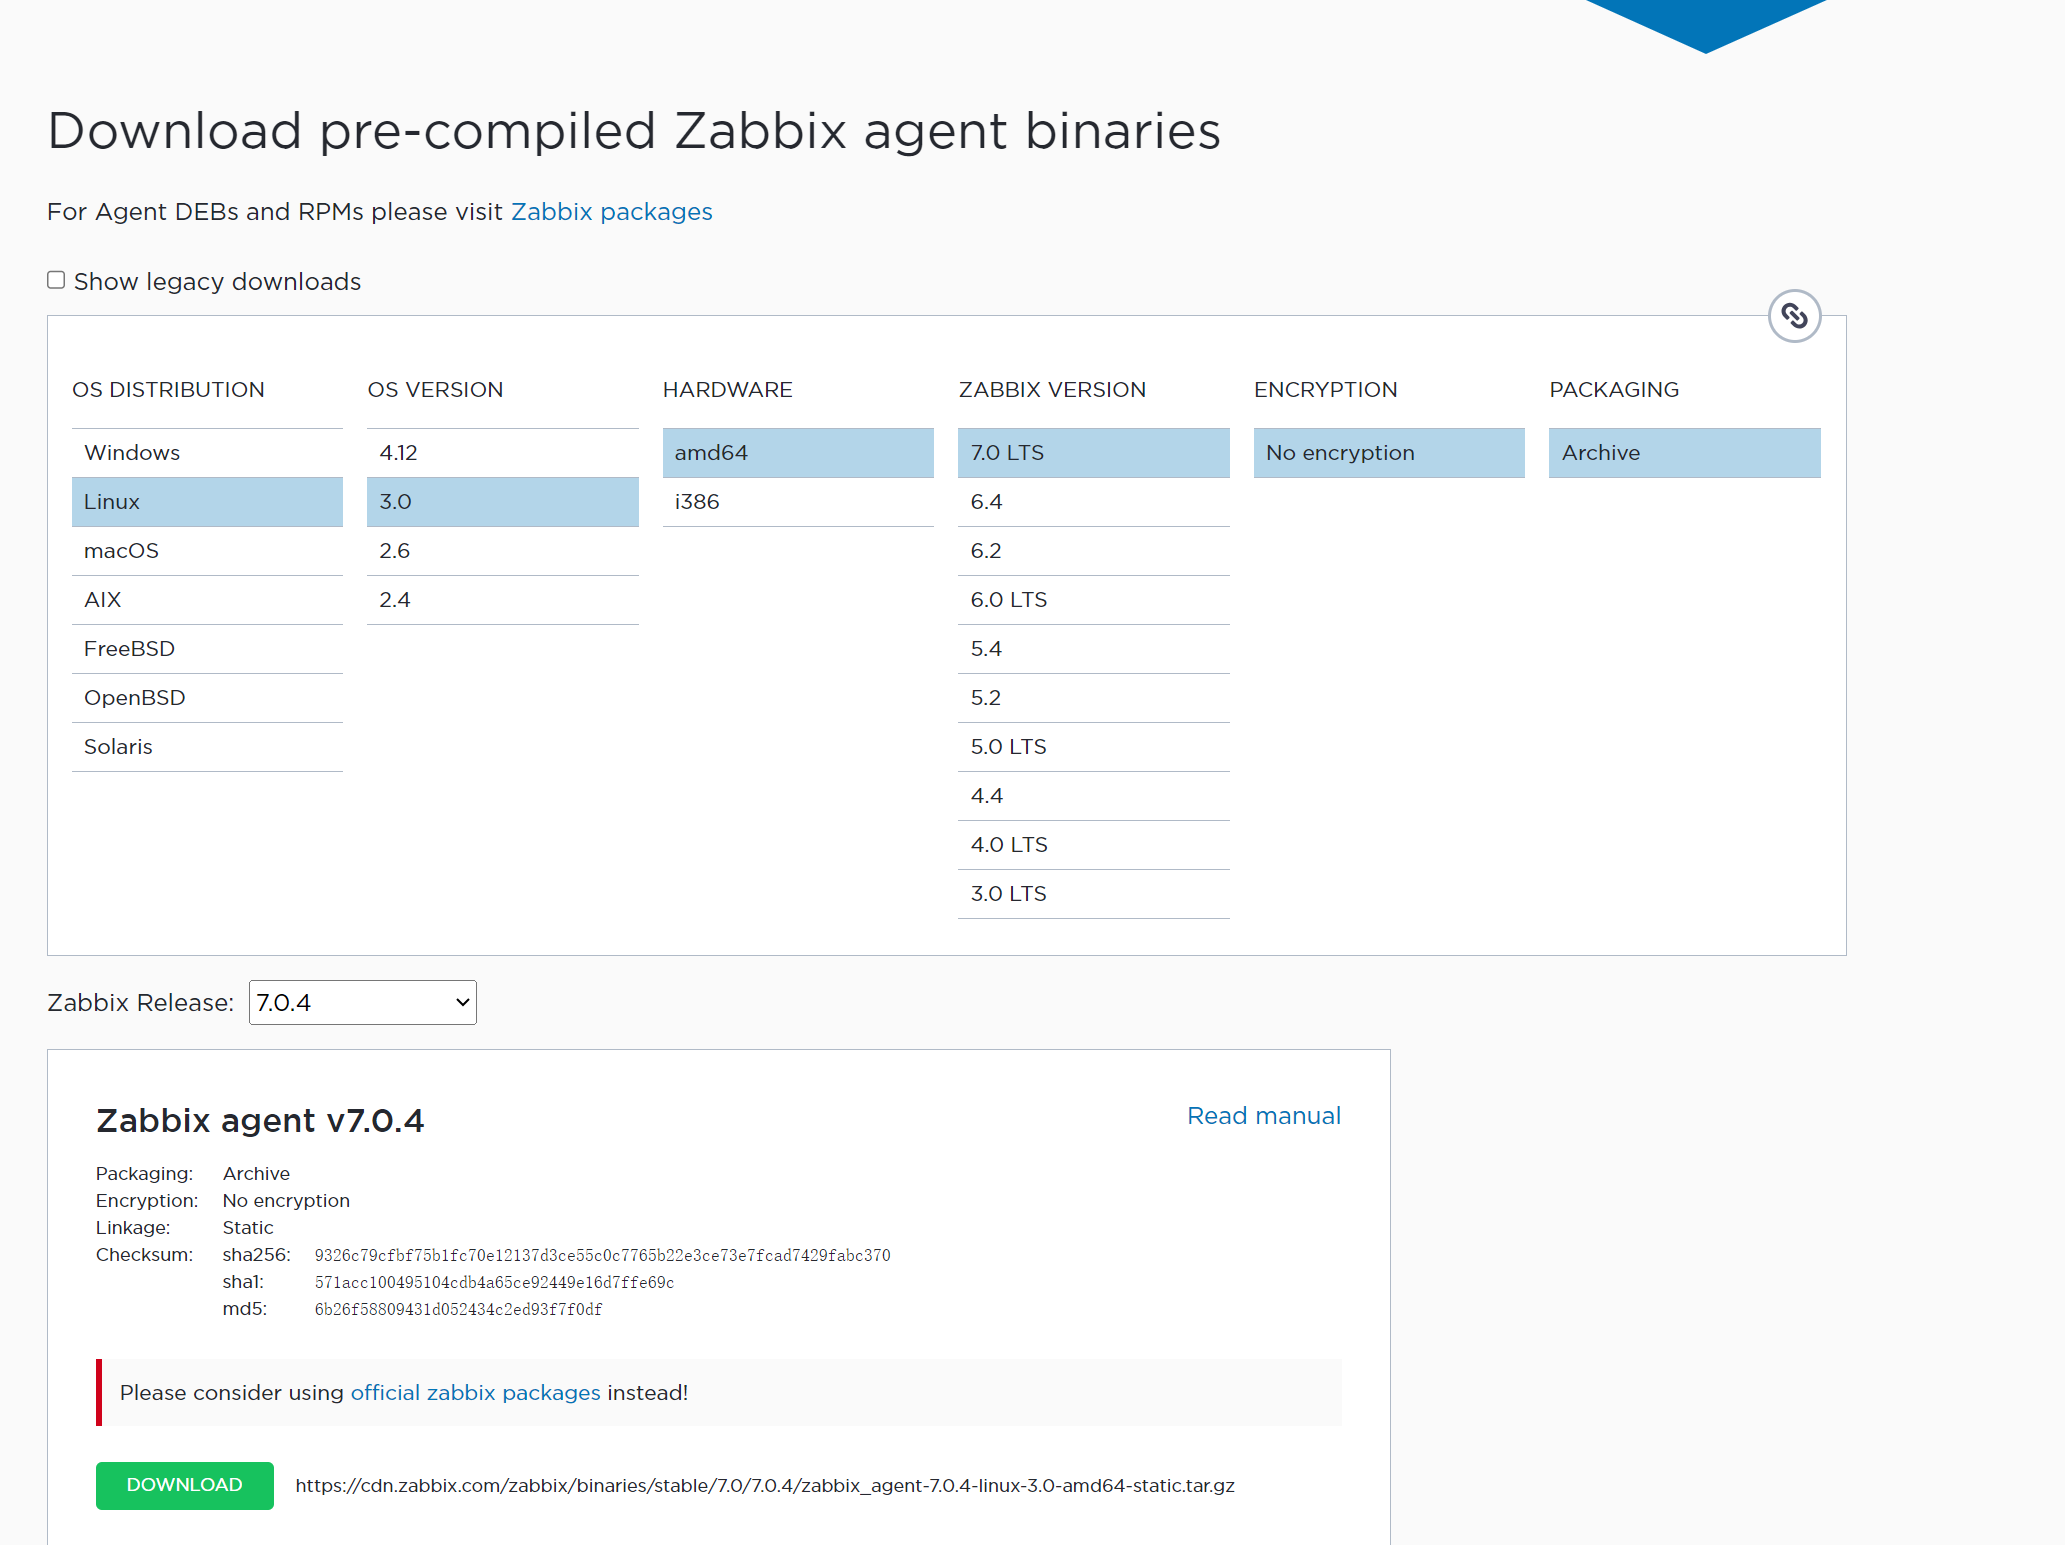 Download pre-compiled Zabbix agent binaries
For Agent DEBs and RPMs please visit Zabbix packages
Show legacy downloads
OS DISTRIBUTION
Windows
Linux
macOS
AIX
FreeBSD
OpenBSD
Solaris
OS VERSION
4.12
3.0
2.6
2.4
HARDWARE
amd64
i386
ZABBIX VERSION
7.0 LTS
6.4
6.2
6.0 LTS
5.4
5.2
5.0 LTS
4.4
4.0 LTS
3.0 LTS
ENCRYPTION
No encryption
PACKAGING
Archive
Zabbix Release: 7.0.4
Zabbix agent v7.0.4
Read manual
Packaging: Archive
Encryption: No encryption
Linkage: Static
Checksum: sha256: 9326c79cfbf75b1fc70e12137d3ce55c0c7765b22e3ce73e7fcad7429fabc370
sha1: 571acc100495104cdb4a65ce92449e16d7ffe69c
md5: 6b26f58809431d052434c2ed93f7f0df
Please consider using official zabbix packages instead!
DOWNLOAD https://cdn.zabbix.com/zabbix/binaries/stable/7.0/7.0.4/zabbix_agent-7.0.4-linux-3.0-amd64-static.tar.gz